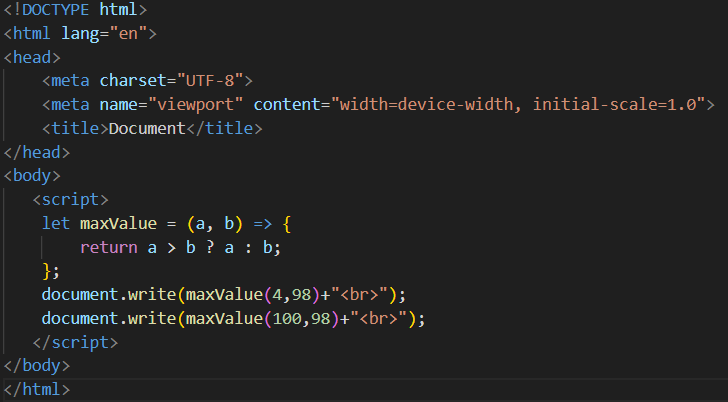 <!DOCTYPE html>
<html lang="en">
<head>
    <meta charset="UTF-8">
    <meta name="viewport" content="width=device-width, initial-scale=1.0">
    <title>Document</title>
</head>
<body>
   <script>
    let maxValue = (a, b) => {
        return a > b ? a : b;
    };
    document.write(maxValue(4,98)+"<br>");
    document.write(maxValue(100,98)+"<br>");
   </script>
</body>
</html>